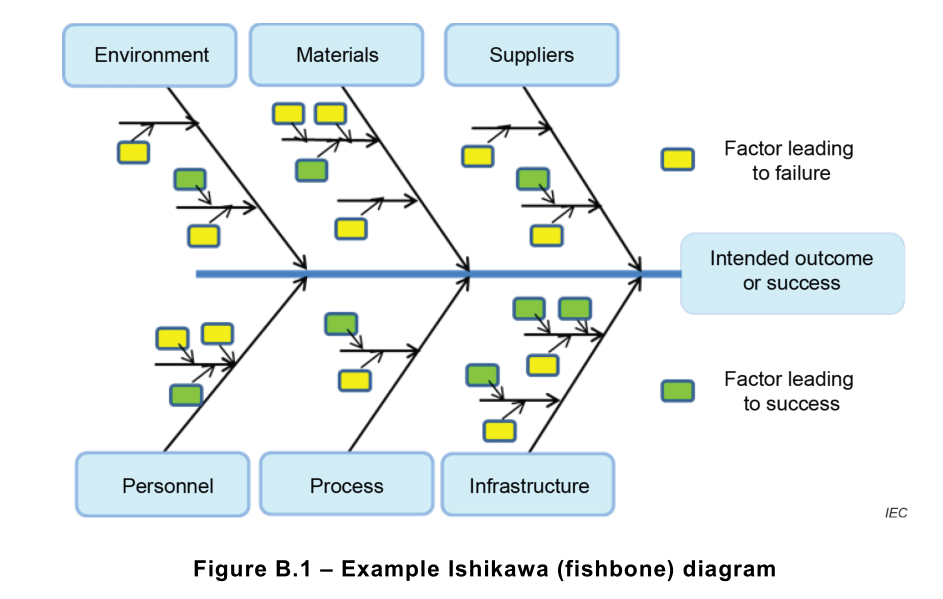 Environment
Materials
Suppliers
Factor leading
to failure
Intended outcome
or success
Factor leading
to success
Personnel
Process
Infrastructure
IEC
Figure B.1 – Example Ishikawa (fishbone) diagram